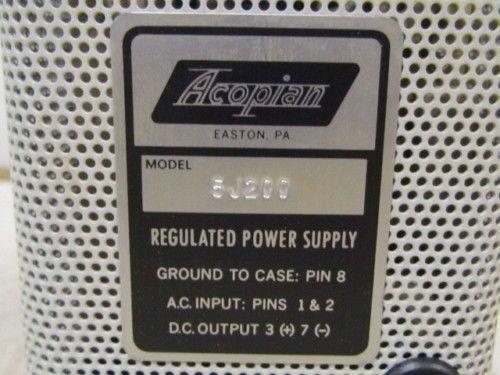 Acopian
EASTON, PA.
MODEL
5J200
REGULATED POWER SUPPLY
GROUND TO CASE: PIN 8
A.C. INPUT: PINS 1 & 2
D.C. OUTPUT 3 (+) 7 (-)